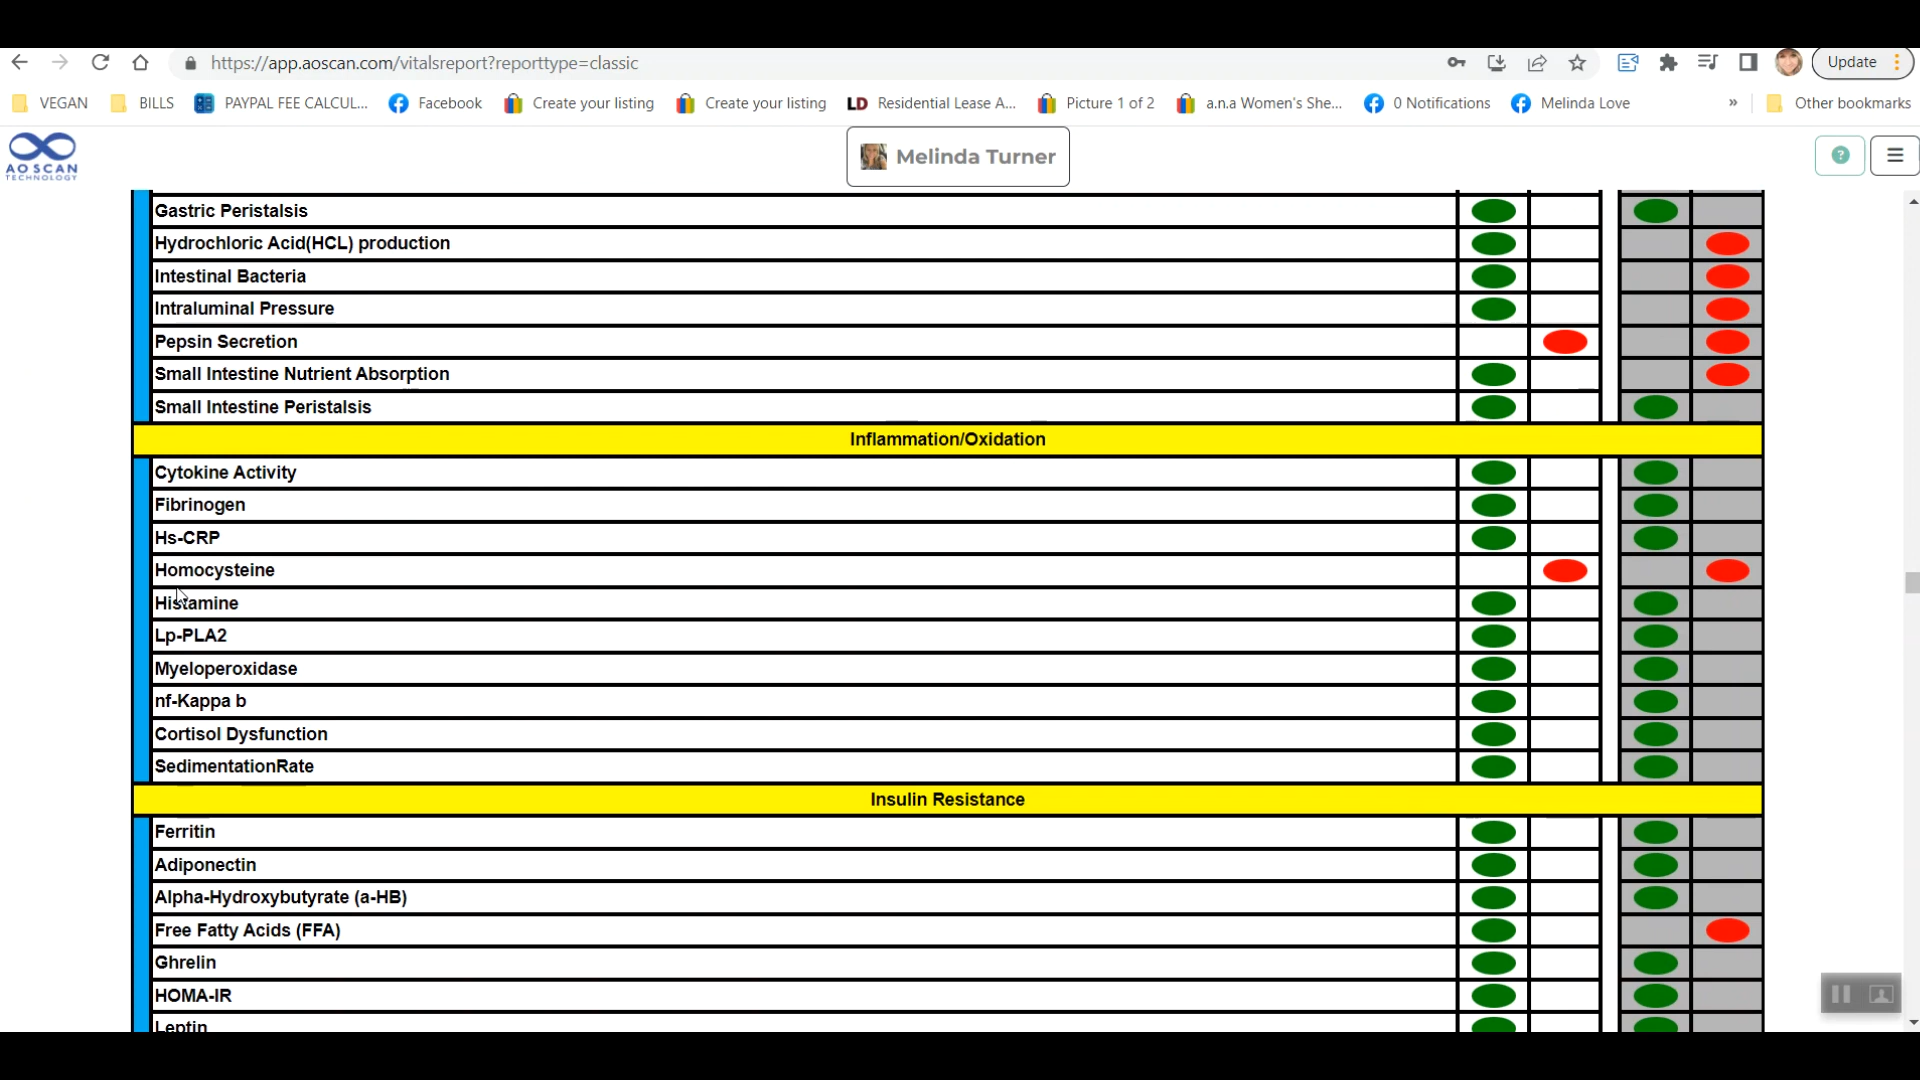 https://app.aoscan.com/vitalsreport?reporttype=classic
Update
VEGAN
BILLS
PAYPAL FEE CALCUL...
Facebook
Create your listing
Create your listing
LD Residential Lease A...
Picture 1 of 2
a.n.a Women's She...
0 Notifications
Melinda Love
»
Other bookmarks
AO SCAN
TECHNOLOGY
Melinda Turner
?
Gastric Peristalsis
Hydrochloric Acid(HCL) production
Intestinal Bacteria
Intraluminal Pressure
Pepsin Secretion
Small Intestine Nutrient Absorption
Small Intestine Peristalsis
Inflammation/Oxidation
Cytokine Activity
Fibrinogen
Hs-CRP
Homocysteine
Histamine
Lp-PLA2
Myeloperoxidase
nf-Kappa b
Cortisol Dysfunction
SedimentationRate
Insulin Resistance
Ferritin
Adiponectin
Alpha-Hydroxybutyrate (a-HB)
Free Fatty Acids (FFA)
Ghrelin
HOMA-IR
Leptin